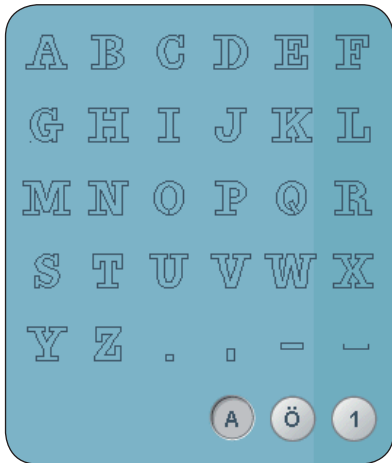 A B C D E F
G H I J K L
M N O P Q R
S T U V W X
Y Z . , - ⎵
A Ö 1